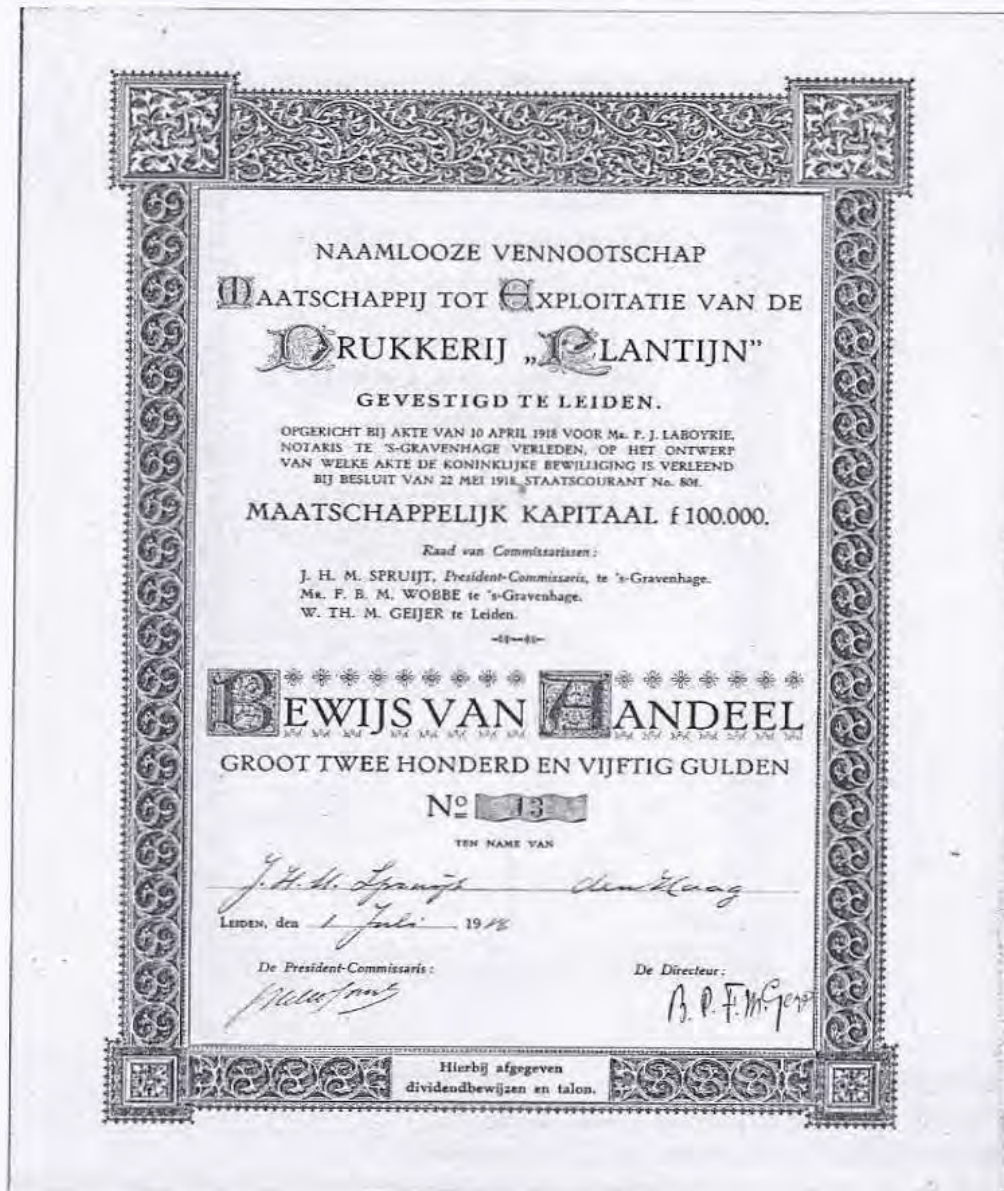 NAAMLOOZE VENNOOTSCHAP
MAATSCHAPPIJ TOT EXPLOITATIE VAN DE
DRUKKERIJ „PLANTIJN”
GEVESTIGD TE LEIDEN.
OPGERICHT BIJ AKTE VAN 10 APRIL 1918 VOOR MR. P. J. LABOYRIE,
NOTARIS TE 'S-GRAVENHAGE VERLEDEN, OP HET ONTWERP
VAN WELKE AKTE DE KONINKLIJKE BEWILLIGING IS VERLEEND
BIJ BESLUIT VAN 22 MEI 1918, STAATSCOURANT No. 801.
MAATSCHAPPELIJK KAPITAAL f 100.000.
Raad van Commissarissen:
J. H. M. SPRUIJT, President-Commissaris, te 's-Gravenhage.
MR. F. B. M. WOBBE te 's-Gravenhage.
W. TH. M. GEIJER te Leiden.
BEWIJS VAN AANDEEL
GROOT TWEE HONDERD EN VIJFTIG GULDEN
No 13
TEN NAME VAN
J. H. M. Spruijt den Haag
LEIDEN, den 1 Juli 1918
De President-Commissaris: De Directeur:
B. P. F. M.
Hierbij afgegeven
dividendbewijzen en talon.